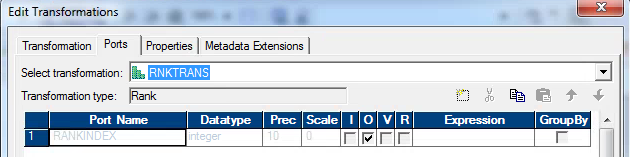 Edit Transformations
Transformation Ports Properties Metadata Extensions
Select transformation: RNKTRANS
Transformation type: Rank
Port Name Datatype Prec Scale I O V R Expression GroupBy
1 RANKINDEX integer 10 0